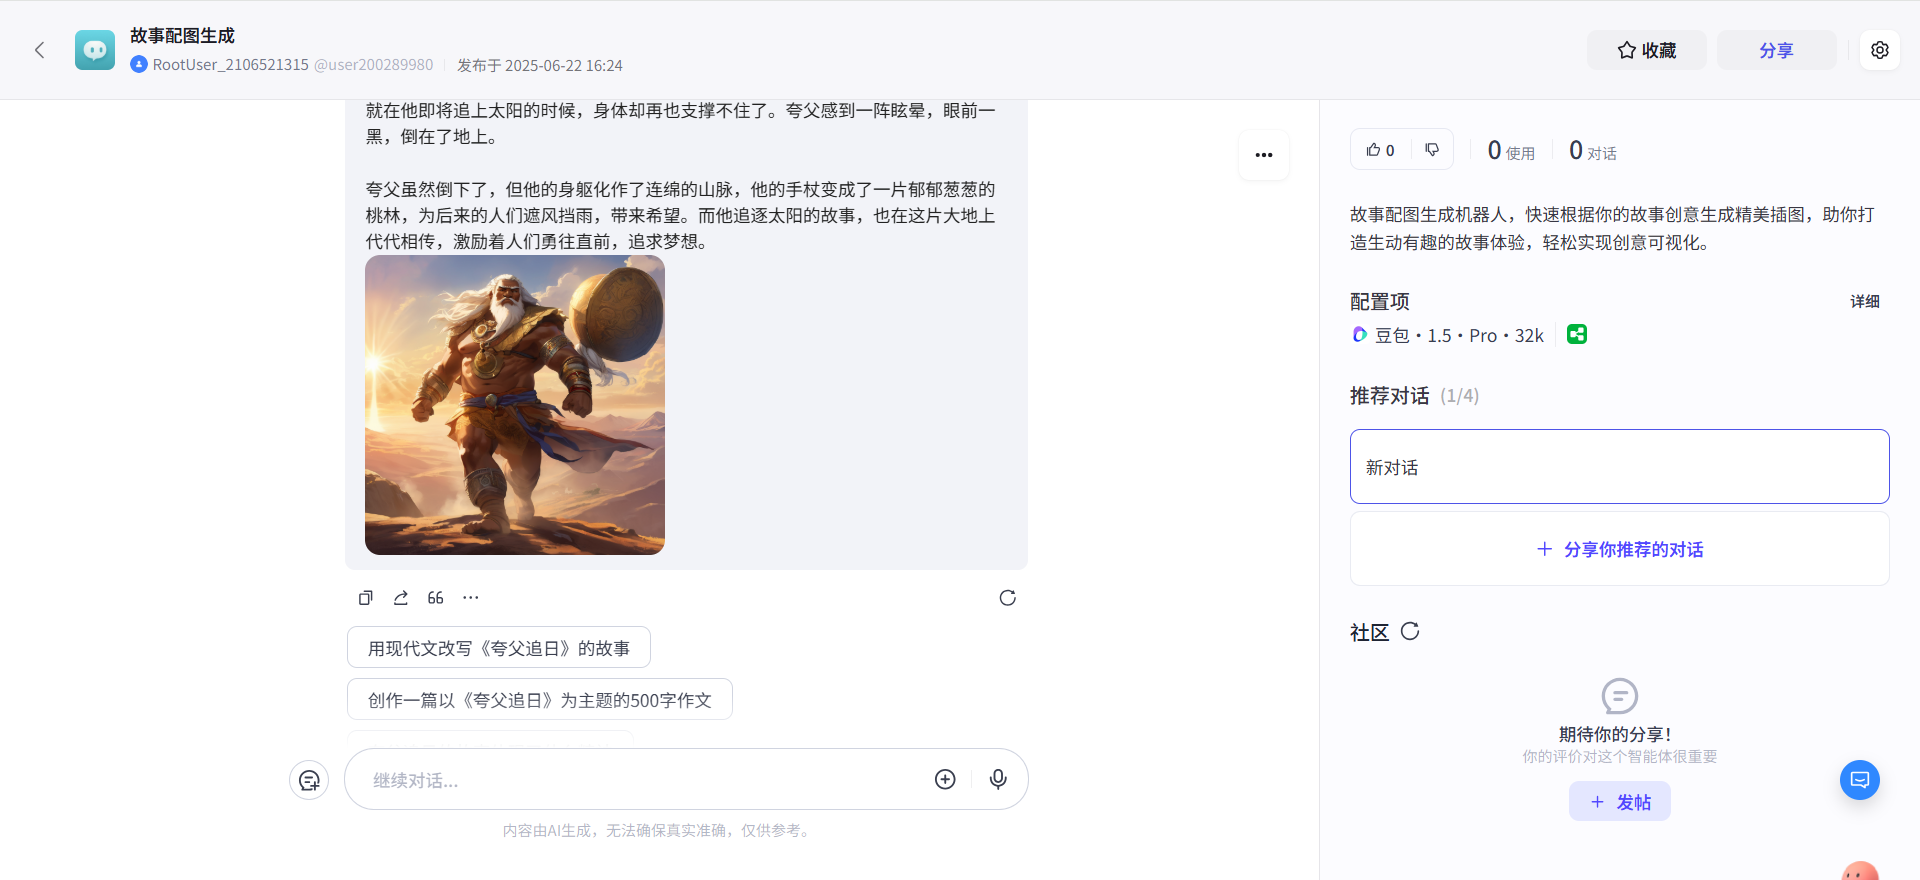 故事配图生成
RootUser_2106521315 @user200289980 发布于 2025-06-22 16:24
收藏
分享
就在他即将追上太阳的时候，身体却再也支撑不住了。夸父感到一阵眩晕，眼前一
黑，倒在了地上。
夸父虽然倒下了，但他的身躯化作了连绵的山脉，他的手杖变成了一片郁郁葱葱的
桃林，为后来的人们遮风挡雨，带来希望。而他追逐太阳的故事，也在这片大地上
代代相传，激励着人们勇往直前，追求梦想。
用现代文改写《夸父追日》的故事
创作一篇以《夸父追日》为主题的500字作文
继续对话...
内容由AI生成，无法确保真实准确，仅供参考。
0
0 使用
0 对话
故事配图生成机器人，快速根据你的故事创意生成精美插图，助你打
造生动有趣的故事体验，轻松实现创意可视化。
配置项 详细
豆包·1.5·Pro·32k
推荐对话 (1/4)
新对话
+ 分享你推荐的对话
社区
期待你的分享！
你的评价对这个智能体很重要
+ 发帖